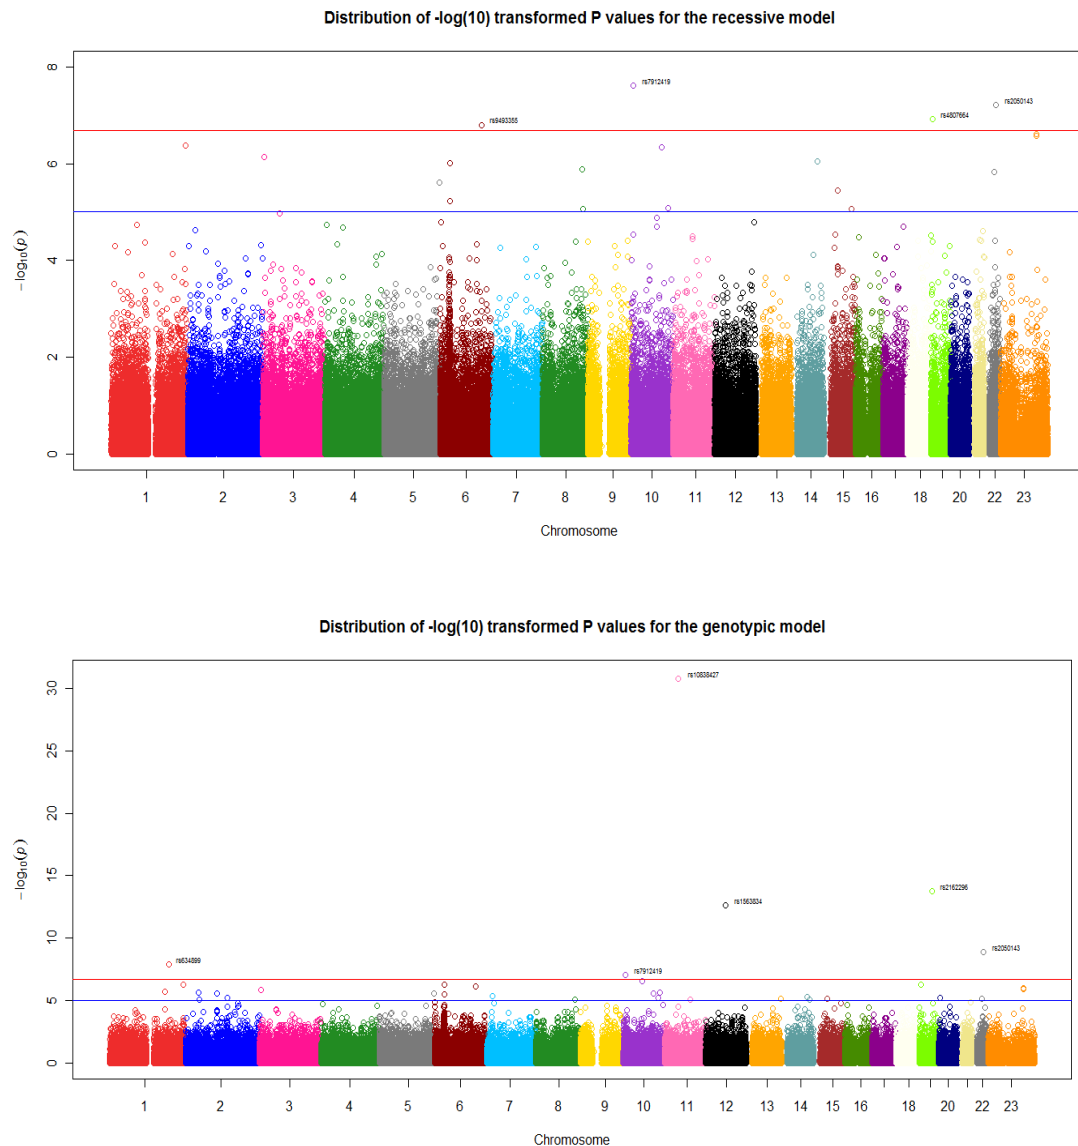 Distribution of -log(10) transformed P values for the recessive model
8
rs7912419
rs2050143
rs4807664
rs9493355
6
4
2
0
−log₁₀(p)
1 2 3 4 5 6 7 8 9 10 11 12 13 14 15 16 18 20 22 23
Chromosome
Distribution of -log(10) transformed P values for the genotypic model
30
rs10838427
25
20
15
rs2162296
rs1563834
10
rs2050143
rs634899
rs7912419
5
0
−log₁₀(p)
1 2 3 4 5 6 7 8 9 10 11 12 13 14 15 16 18 20 22 23
Chromosome